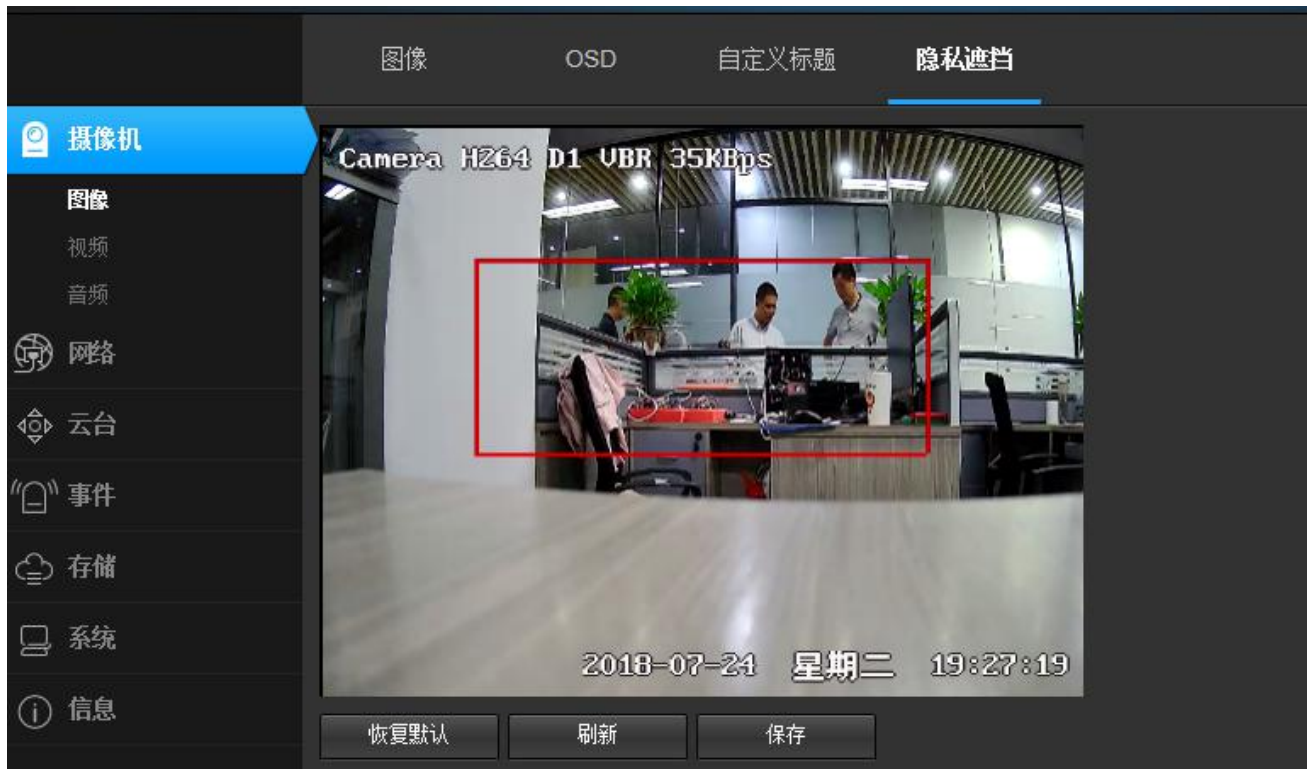 图像 OSD 自定义标题 隐私遮挡
摄像机
图像
视频
音频
网络
云台
事件
存储
系统
信息
Camera H264 D1 VBR 35KBps
2018-07-24 星期二 19:27:19
恢复默认 刷新 保存